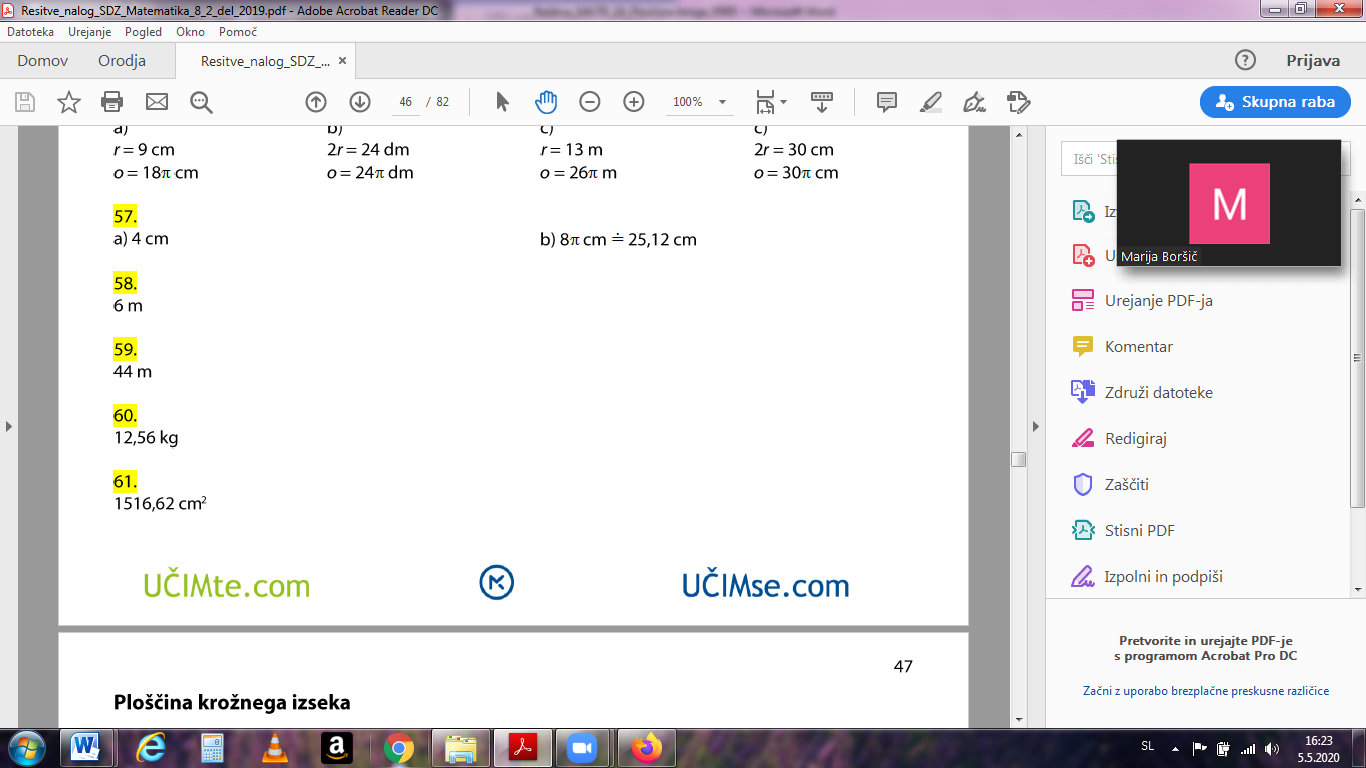 Resitve_nalog_SDZ_Matematika_8_2_del_2019.pdf - Adobe Acrobat Reader DC
Datoteka Urejanje Pogled Okno Pomoč
Domov Orodja Resitve_nalog_SDZ_... × Prijava
46 / 82 100% Skupna raba
a) b) c) č)
r = 9 cm 2r = 24 dm r = 13 m 2r = 30 cm
o = 18π cm o = 24π dm o = 26π m o = 30π cm
57.
a) 4 cm b) 8π cm ≐ 25,12 cm
58.
6 m
59.
44 m
60.
12,56 kg
61.
1516,62 cm²
UČIMte.com UČIMse.com
47
Ploščina krožnega izseka
Išči 'Stis
M
Marija Boršič
Urejanje PDF-ja
Komentar
Združi datoteke
Redigiraj
Zaščiti
Stisni PDF
Izpolni in podpiši
Pretvorite in urejajte PDF-je
s programom Acrobat Pro DC
Začni z uporabo brezplačne preskusne različice
SL 16:23
5.5.2020